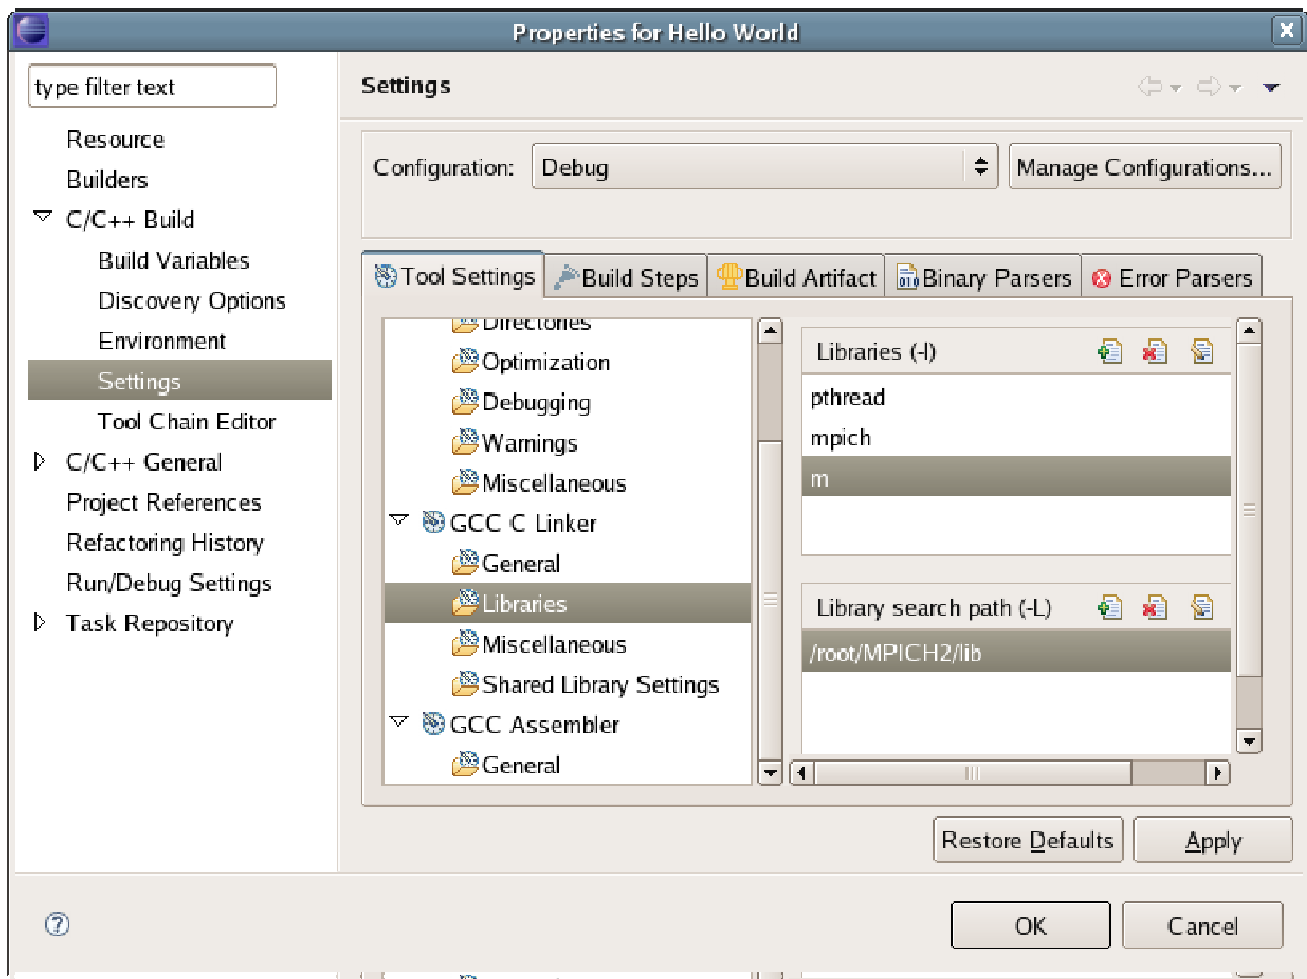 Properties for Hello World
type filter text
Resource
Builders
C/C++ Build
Build Variables
Discovery Options
Environment
Settings
Tool Chain Editor
C/C++ General
Project References
Refactoring History
Run/Debug Settings
Task Repository
Settings
Configuration:
Debug
Manage Configurations...
Tool Settings
Build Steps
Build Artifact
Binary Parsers
Error Parsers
Directories
Optimization
Debugging
Warnings
Miscellaneous
GCC C Linker
General
Libraries
Miscellaneous
Shared Library Settings
GCC Assembler
General
Libraries (-l)
pthread
mpich
m
Library search path (-L)
/root/MPICH2/lib
Restore Defaults
Apply
OK
Cancel